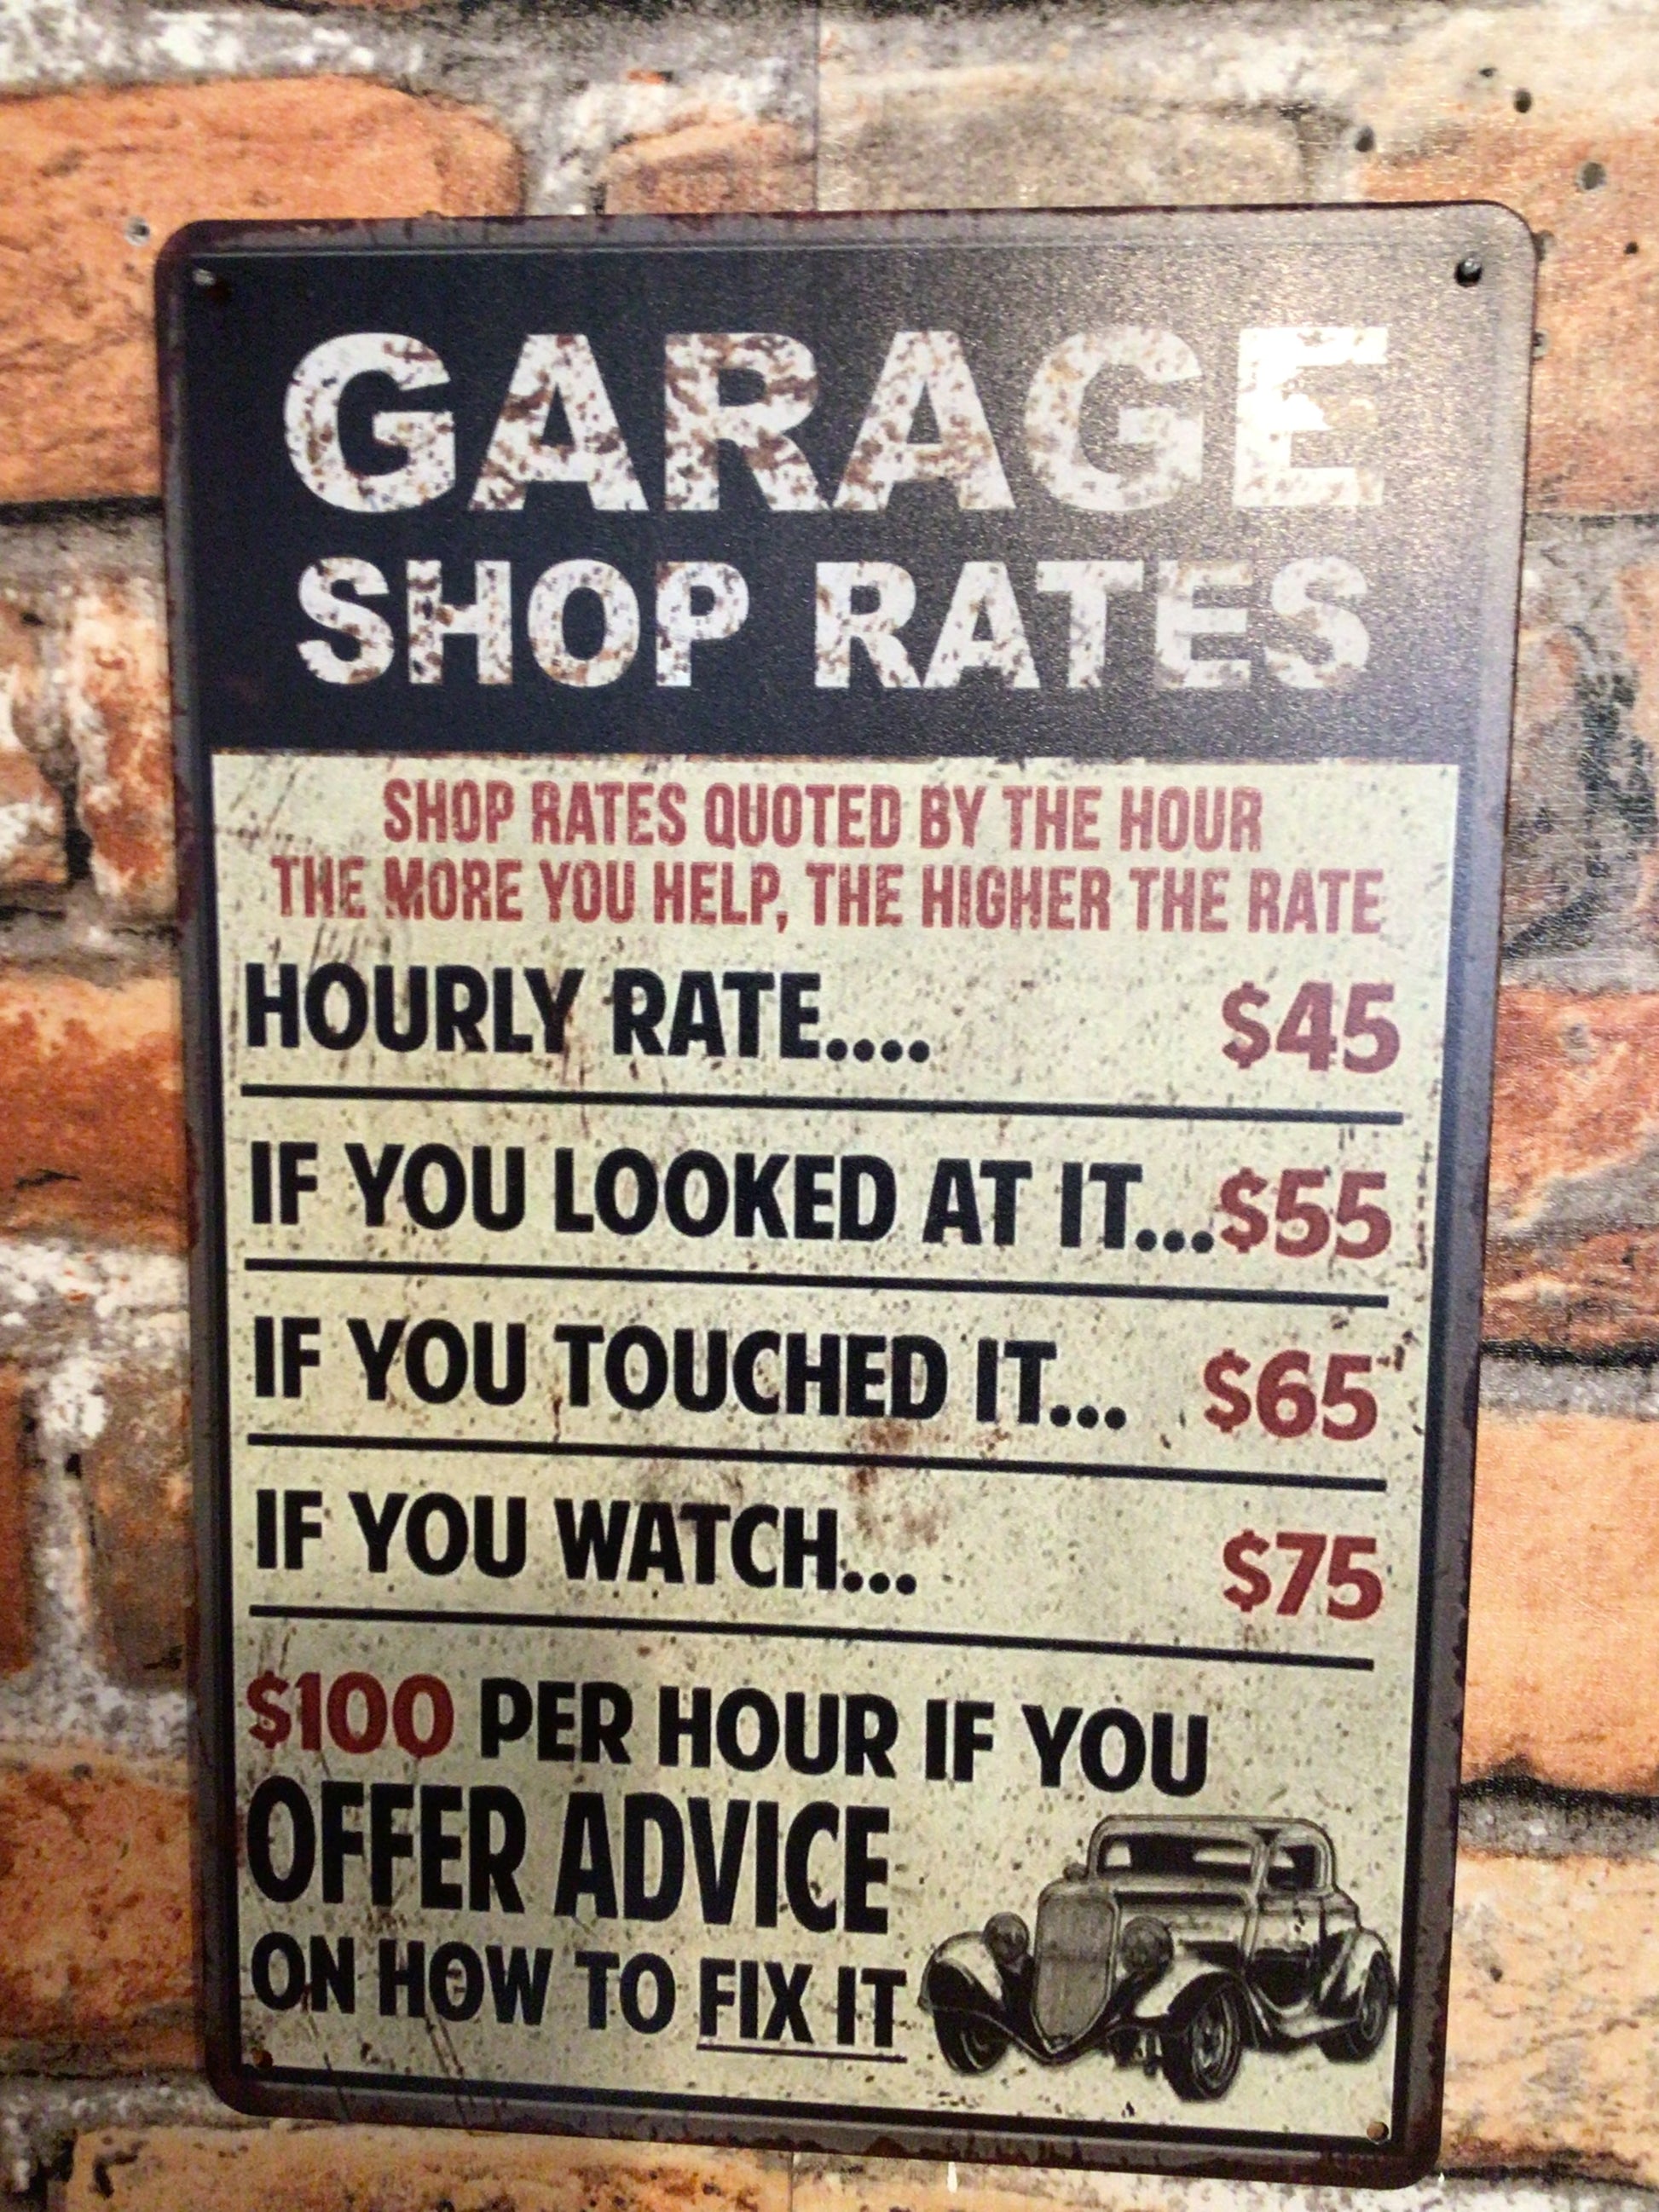 GARAGE
SHOP RATES
SHOP RATES QUOTED BY THE HOUR
THE MORE YOU HELP, THE HIGHER THE RATE
HOURLY RATE.... $45
IF YOU LOOKED AT IT...$55
IF YOU TOUCHED IT... $65
IF YOU WATCH... $75
$100 PER HOUR IF YOU
OFFER ADVICE
ON HOW TO FIX IT